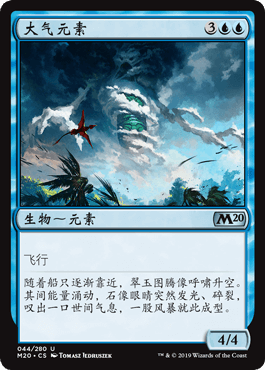 大气元素 3
生物～元素 M20
飞行
随着船只逐渐靠近，翠玉图腾像呼啸升空。
其间能量涌动，石像眼睛突然发光、碎裂，
叹出一口世间气息，一股风暴就此成型。
4/4
044/280 U
M20 • CS TOMASZ JEDRUSZEK
™ & © 2019 Wizards of the Coast